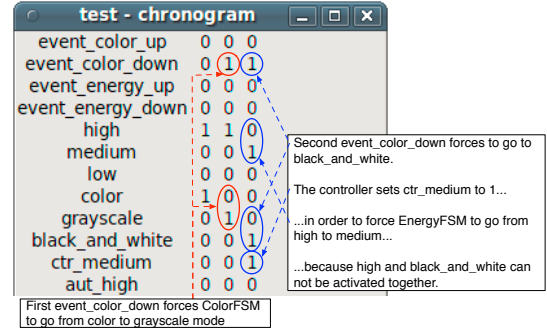 test - chronogram
event_color_up 0 0 0
event_color_down 0 1 1
event_energy_up 0 0 0
event_energy_down 0 0 0
high 1 1 0
medium 0 0 1
low 0 0 0
color 1 0 0
grayscale 0 1 0
black_and_white 0 0 1
ctr_medium 0 0 1
aut_high 0 0 0
Second event_color_down forces to go to
black_and_white.
The controller sets ctr_medium to 1...
...in order to force EnergyFSM to go from
high to medium...
...because high and black_and_white can
not be activated together.
First event_color_down forces ColorFSM
to go from color to grayscale mode